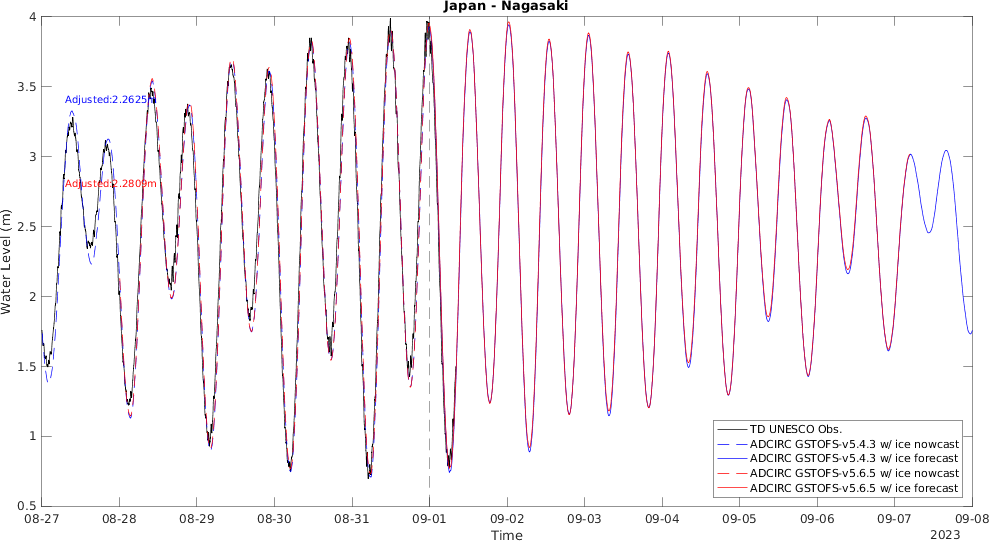 Japan - Nagasaki
4
3.5
3
2.5
2
1.5
1
0.5
Water Level (m)
Adjusted:2.2625m
Adjusted:2.2809m
TD UNESCO Obs.
ADCIRC GSTOFS-v5.4.3 w/ ice nowcast
ADCIRC GSTOFS-v5.4.3 w/ ice forecast
ADCIRC GSTOFS-v5.6.5 w/ ice nowcast
ADCIRC GSTOFS-v5.6.5 w/ ice forecast
08-27 08-28 08-29 08-30 08-31 09-01 09-02 09-03 09-04 09-05 09-06 09-07 09-08
Time
2023